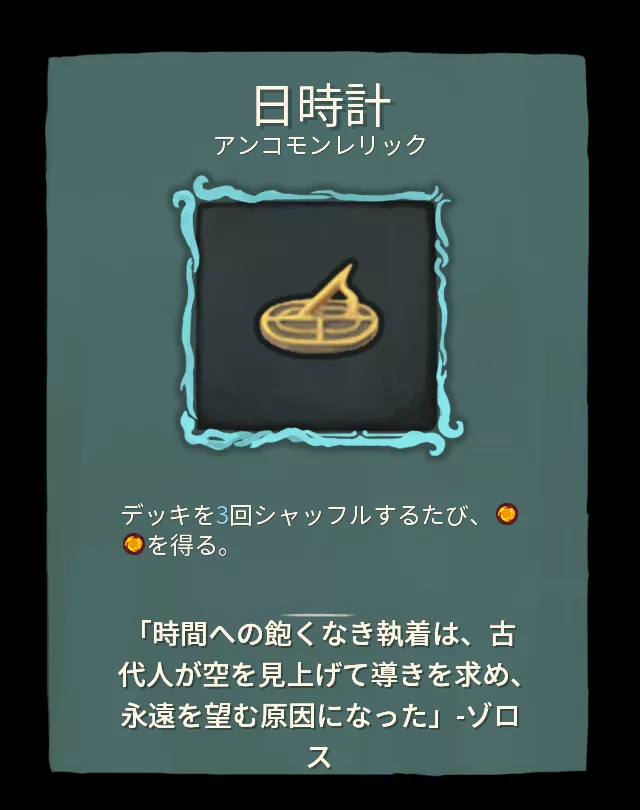 日時計
アンコモンレリック
デッキを3回シャッフルするたび、
を得る。
「時間への飽くなき執着は、古
代人が空を見上げて導きを求め、
永遠を望む原因になった」-ゾロ
ス